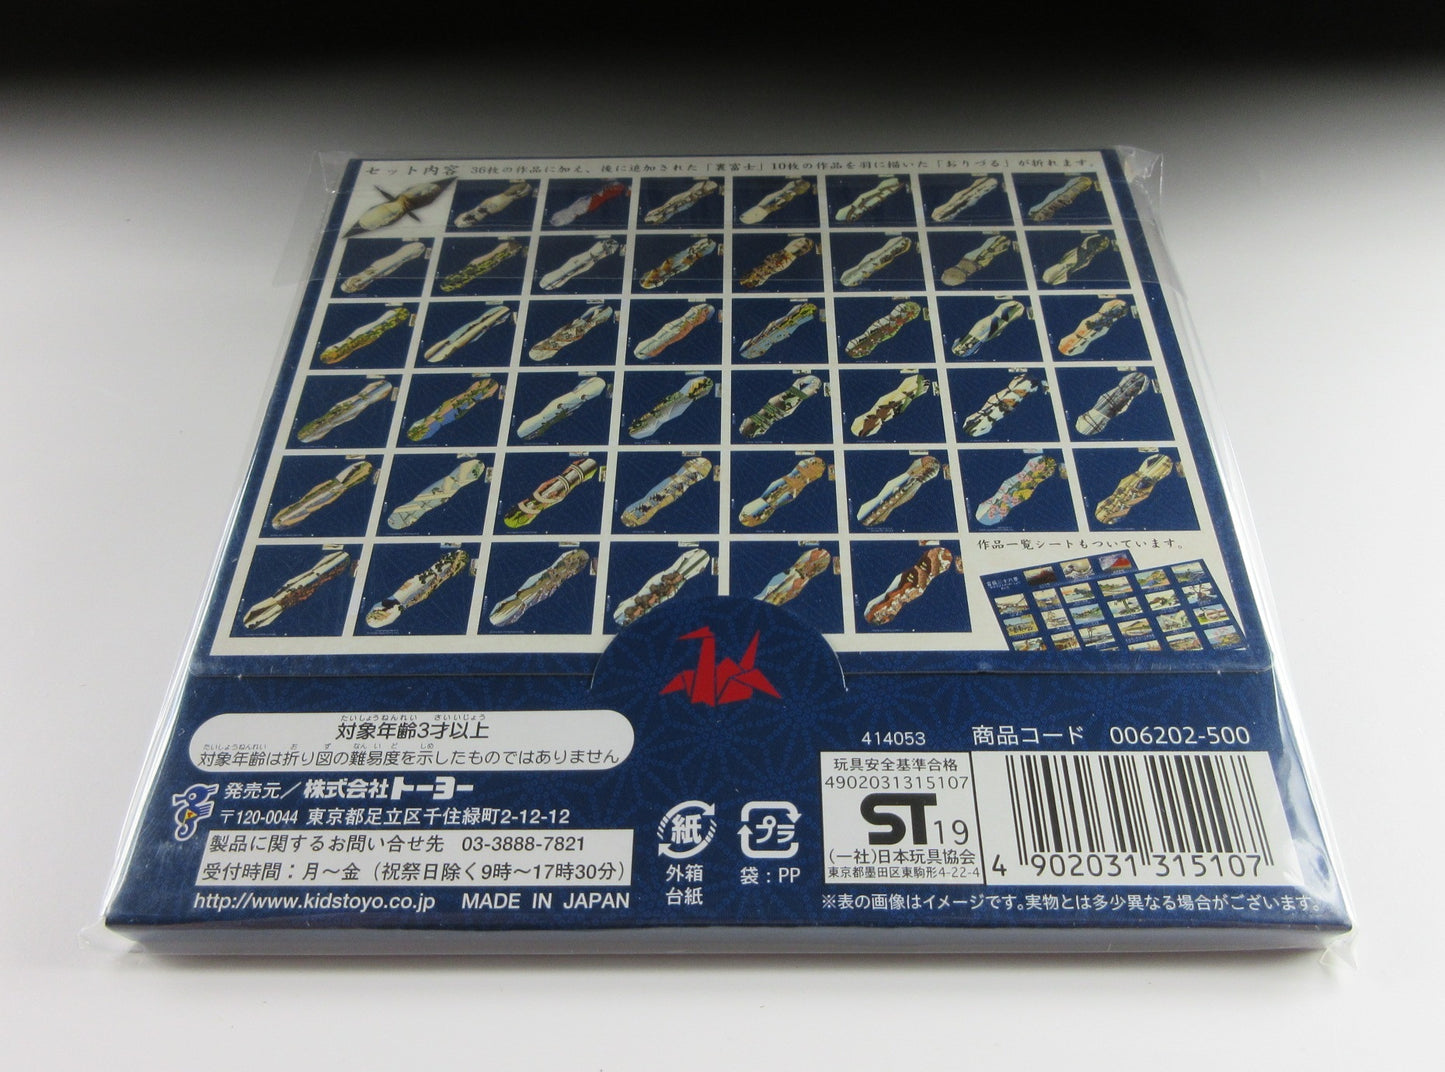 セット内容 36枚の作品に加え、後に追加された「裏富士」10枚の作品を羽に描いた「おりづる」が折れます。
作品一覧シートもついています。
たいしょうねんれい さいいじょう
対象年齢3才以上
たいしょうねんれい お ず なんいど しめ
対象年齢は折り図の難易度を示したものではありません
発売元／株式会社トーヨー
〒120-0044 東京都足立区千住緑町2-12-12
製品に関するお問い合せ先 03-3888-7821
受付時間：月～金（祝祭日除く9時～17時30分）
http://www.kidstoyo.co.jp MADE IN JAPAN
紙
外箱
台紙
プラ
袋：PP
414053 商品コード 006202-500
玩具安全基準合格
4902031315107
ST19
(一社)日本玩具協会
東京都墨田区東駒形4-22-4
4 902031 315107
※表の画像はイメージです。実物とは多少異なる場合がございます。